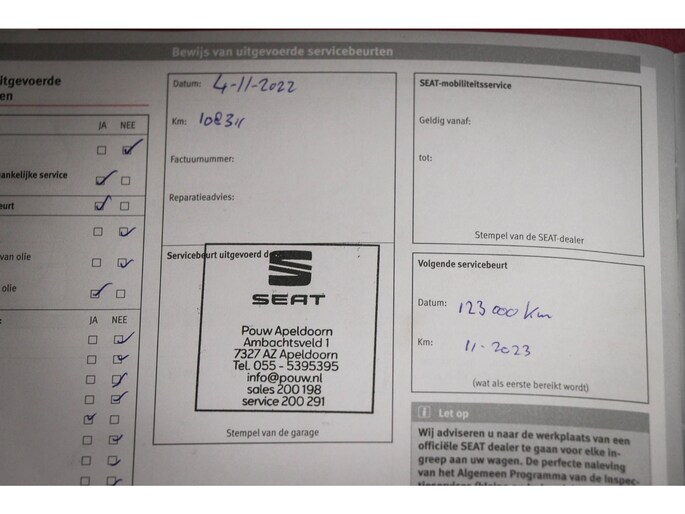 Bewijs van uitgevoerde servicebeurten
itgevoerde
en
JA NEE
ankelijke service
eurt
van olie
olie
JA NEE
Datum: 4-11-2022
Km:
Factuurnummer:
Reparatieadvies:
Servicebeurt uitgevoerd
SEAT
Pouw Apeldoorn
Ambachtsveld 1
7327 AZ Apeldoorn
Tel. 055 - 5395395
info@pouw.nl
sales 200 198
service 200 291
Stempel van de garage
SEAT-mobiliteitsservice
Geldig vanaf:
tot:
Stempel van de SEAT-dealer
Volgende servicebeurt
Datum: 123 000 Km
Km: 11-2023
(wat als eerste bereikt wordt)
i Let op
Wij adviseren u naar de werkplaats van een
officiële SEAT dealer te gaan voor elke in-
greep aan uw wagen. De perfecte naleving
van het Algemeen Programma van de Inspec-